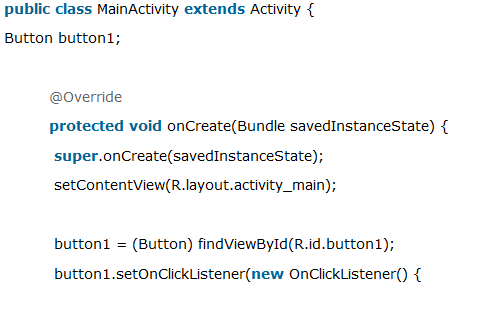 public class MainActivity extends Activity {
Button button1;
@Override
protected void onCreate(Bundle savedInstanceState) {
super.onCreate(savedInstanceState);
setContentView(R.layout.activity_main);
button1 = (Button) findViewById(R.id.button1);
button1.setOnClickListener(new OnClickListener() {